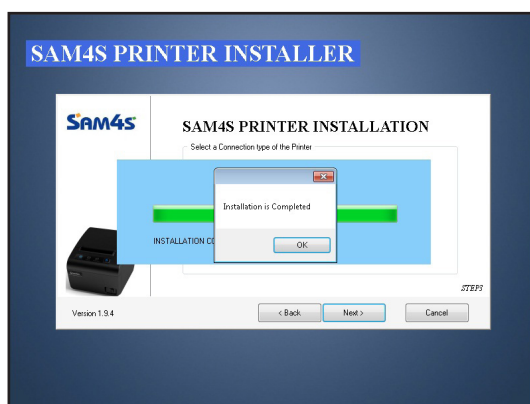 SAM4S PRINTER INSTALLER
SAM4S
SAM4S PRINTER INSTALLATION
Select a Connection type of the Printer
Installation is Completed
INSTALLATION CO
OK
STEP3
Version 1.9.4
< Back
Next >
Cancel